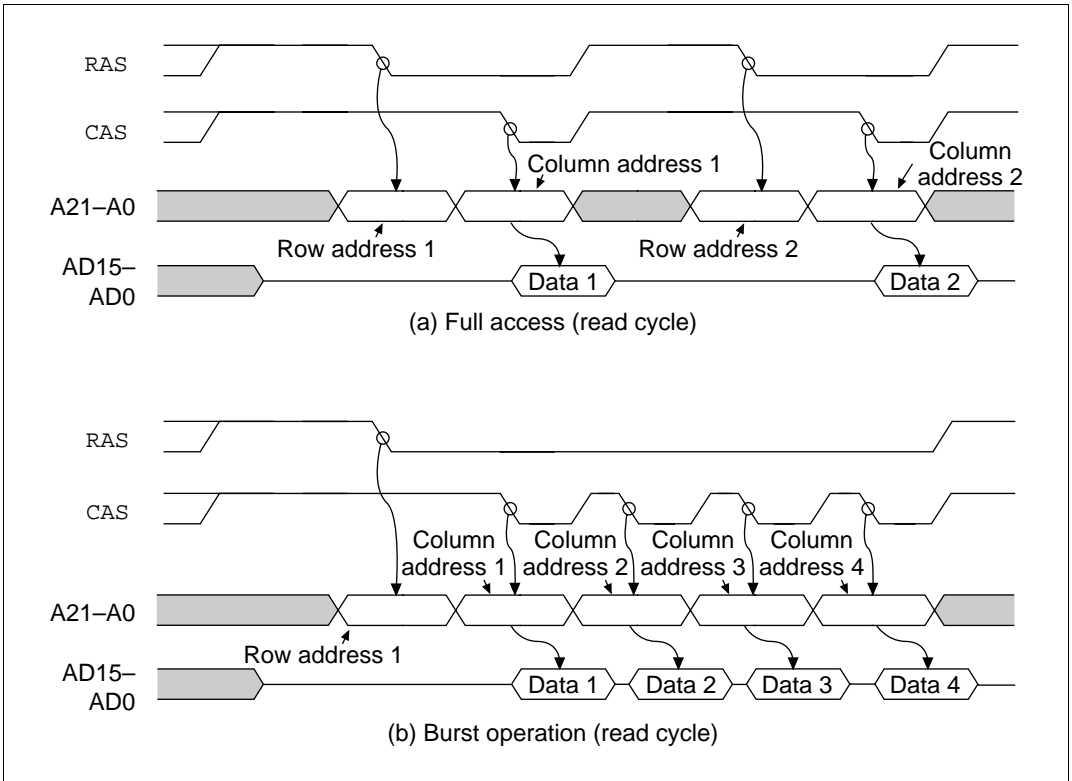 RAS
CAS
Column address 1
Column
address 2
A21–A0
Row address 1
Row address 2
AD15–
AD0
Data 1
Data 2
(a) Full access (read cycle)
RAS
CAS
Column
address 1
Column
address 2
Column
address 3
Column
address 4
A21–A0
Row address 1
AD15–
AD0
Data 1
Data 2
Data 3
Data 4
(b) Burst operation (read cycle)